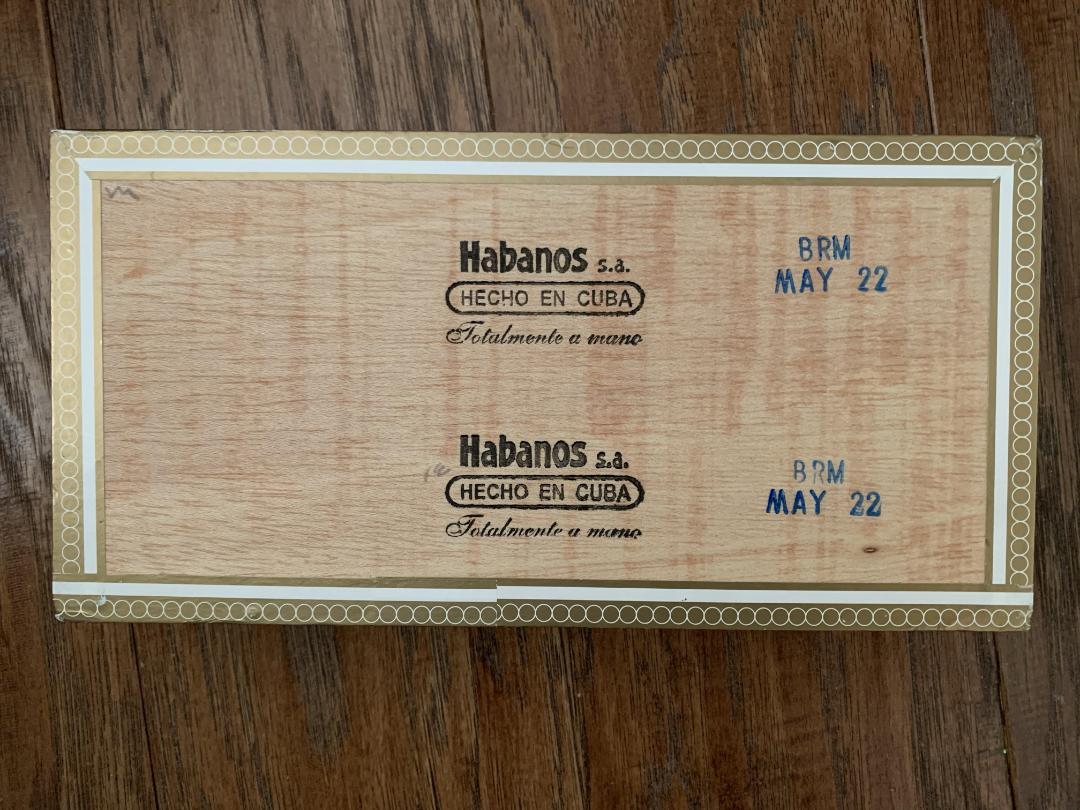 Habanos s.a.
HECHO EN CUBA
Totalmente a mano
BRM
MAY 22
Habanos s.a.
HECHO EN CUBA
Totalmente a mano
BRM
MAY 22